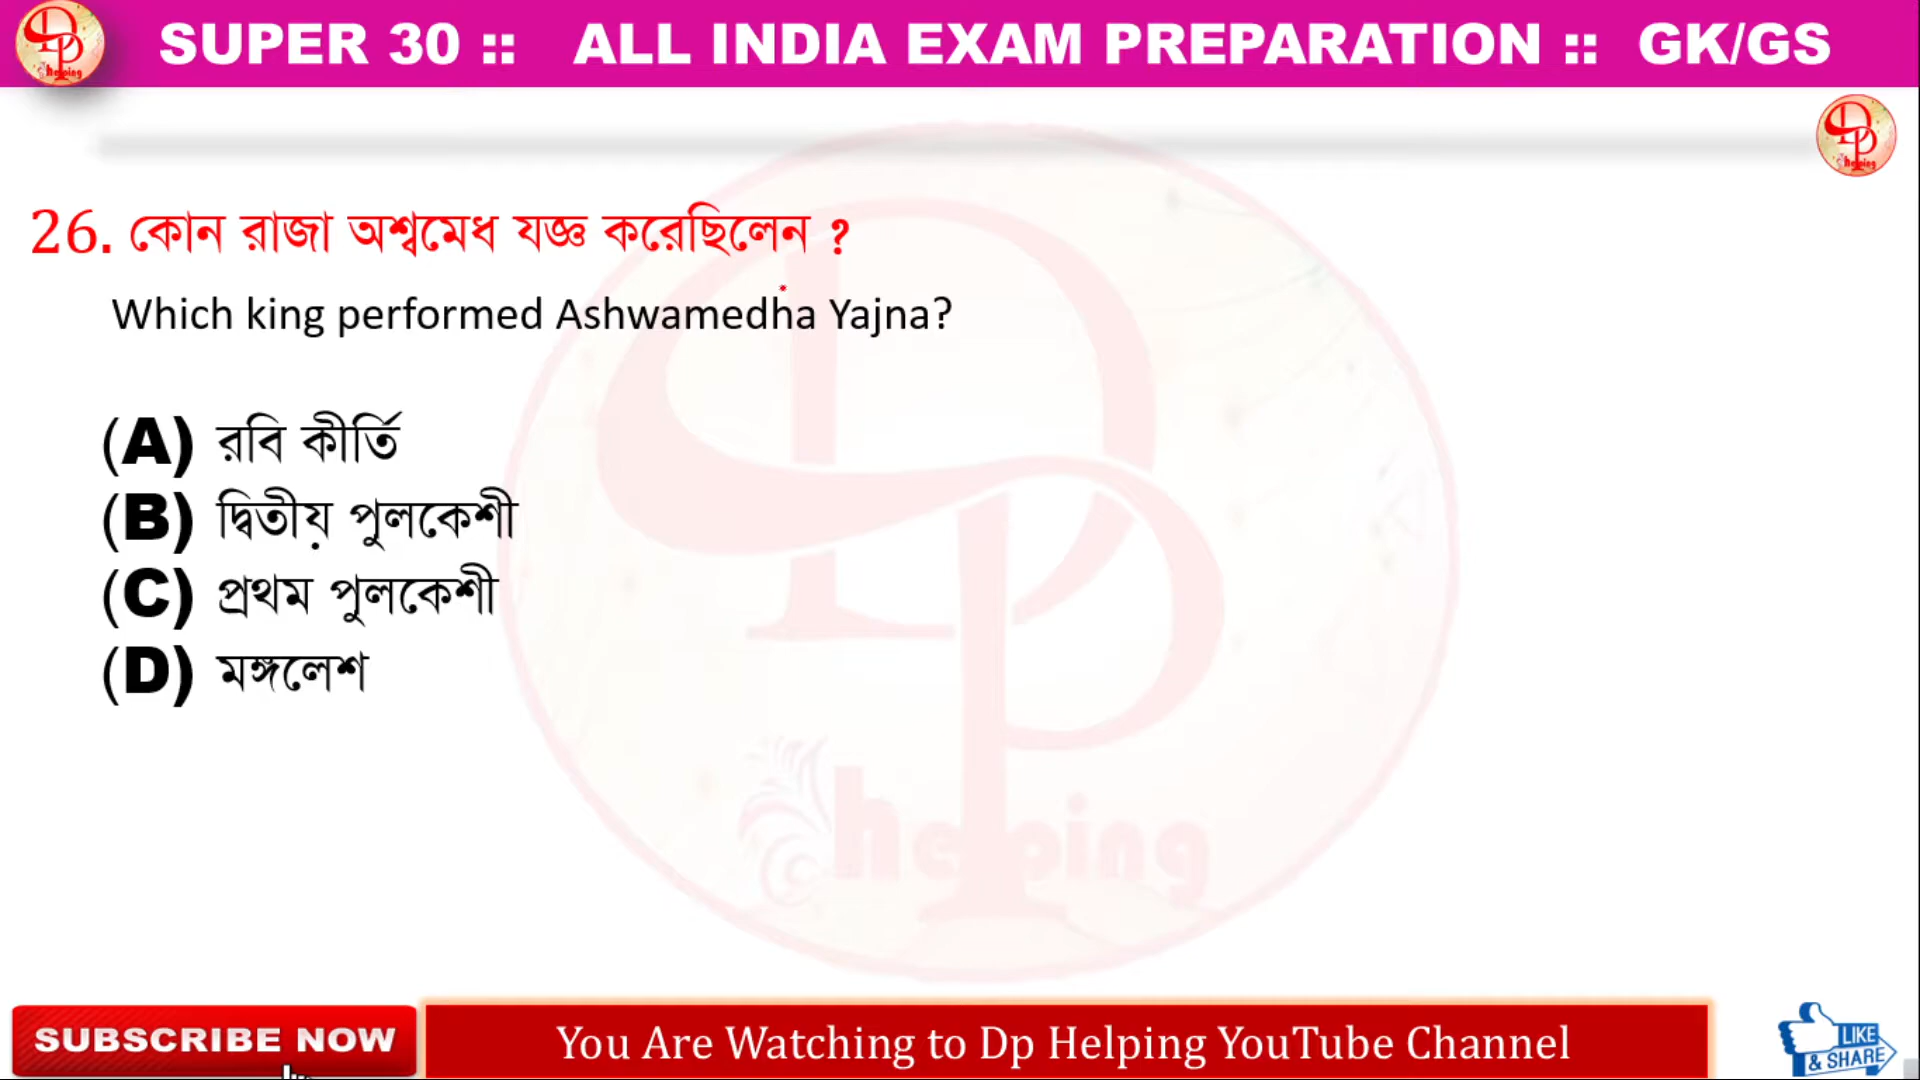 SUPER 30 :: ALL INDIA EXAM PREPARATION :: GK/GS
26. কোন রাজা অশ্বমেধ যজ্ঞ করেছিলেন ?
Which king performed Ashwamedha Yajna?
(A) রবি কীর্তি
(B) দ্বিতীয় পুলকেশী
(C) প্রথম পুলকেশী
(D) মঙ্গলেশ
helping
SUBSCRIBE NOW
You Are Watching to Dp Helping YouTube Channel
LIKE
& SHARE